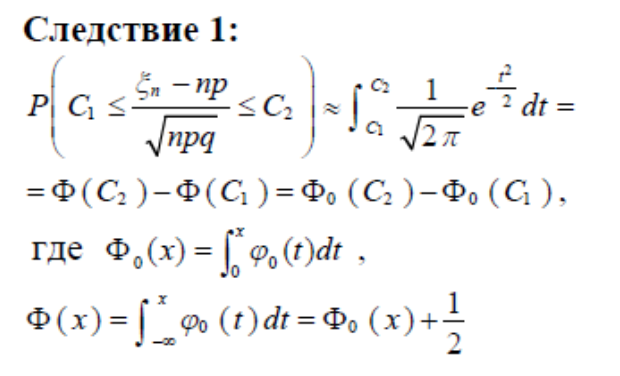 Следствие 1:
P( C₁ ≤ (ξₙ − np)/√(npq) ≤ C₂ ) ≈ ∫_{C₁}^{C₂} (1/√(2π)) e^{−t²/2} dt =
= Φ(C₂) − Φ(C₁) = Φ₀(C₂) − Φ₀(C₁),
где Φ₀(x) = ∫₀ˣ φ₀(t)dt ,
Φ(x) = ∫_{−∞}^{x} φ₀(t)dt = Φ₀(x) + 1/2